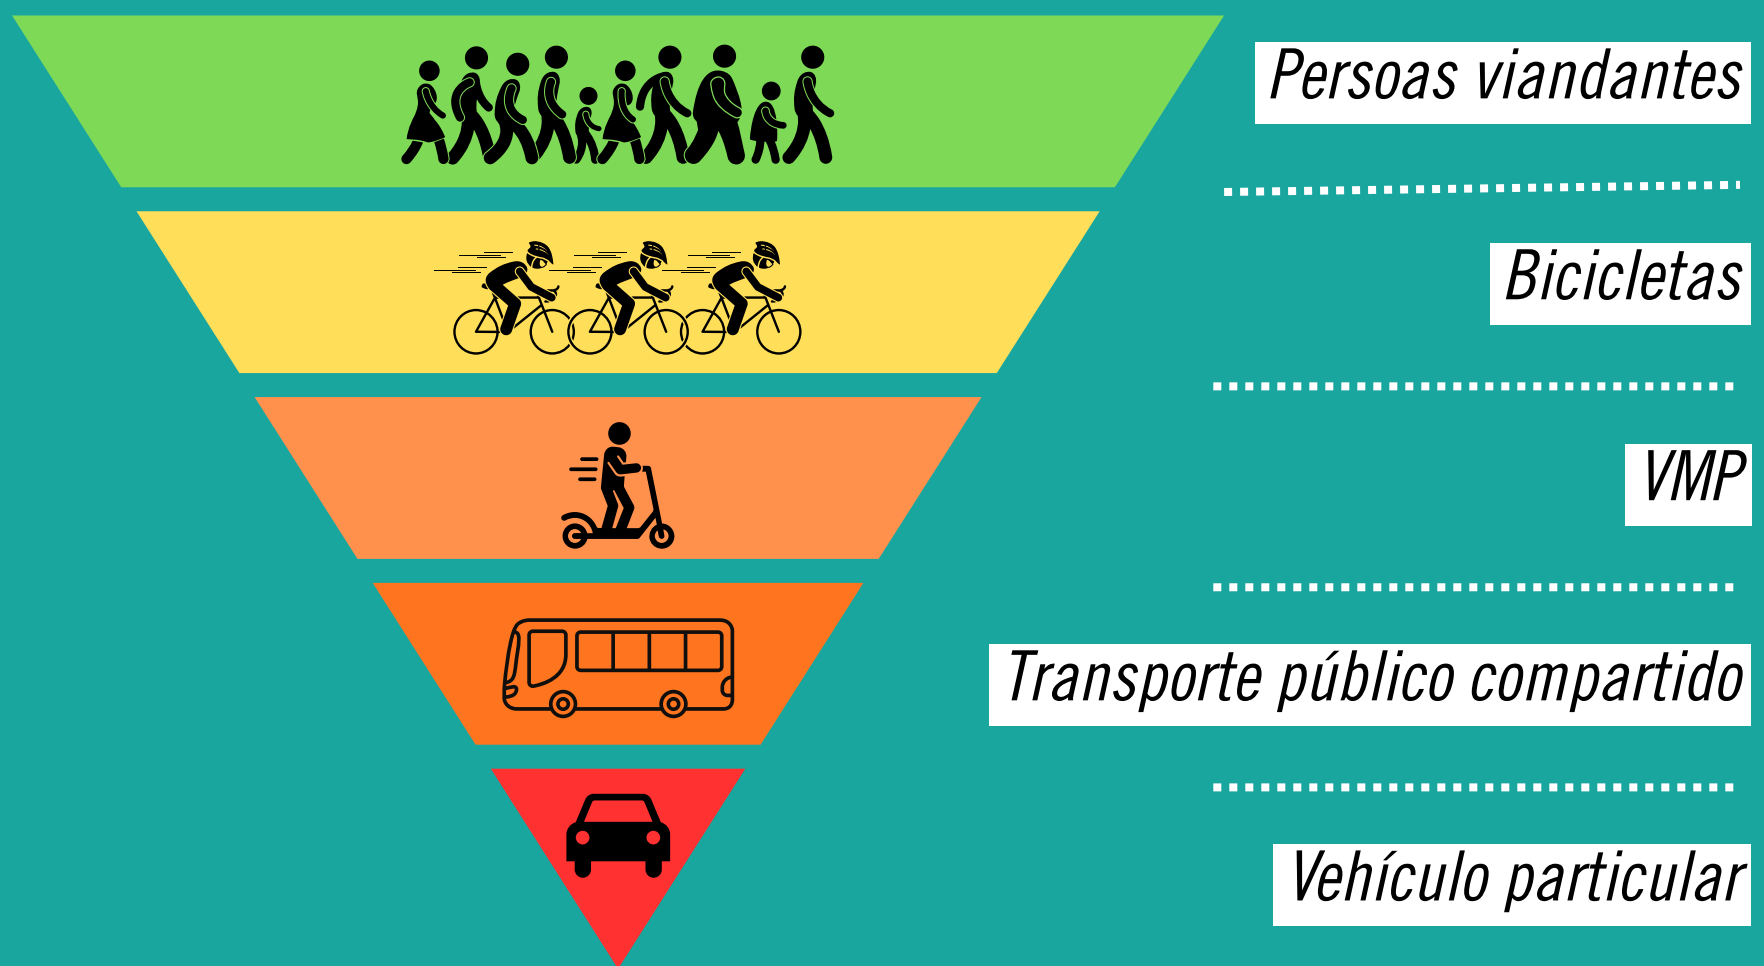 Persoas viandantes
Bicicletas
VMP
Transporte público compartido
Vehículo particular